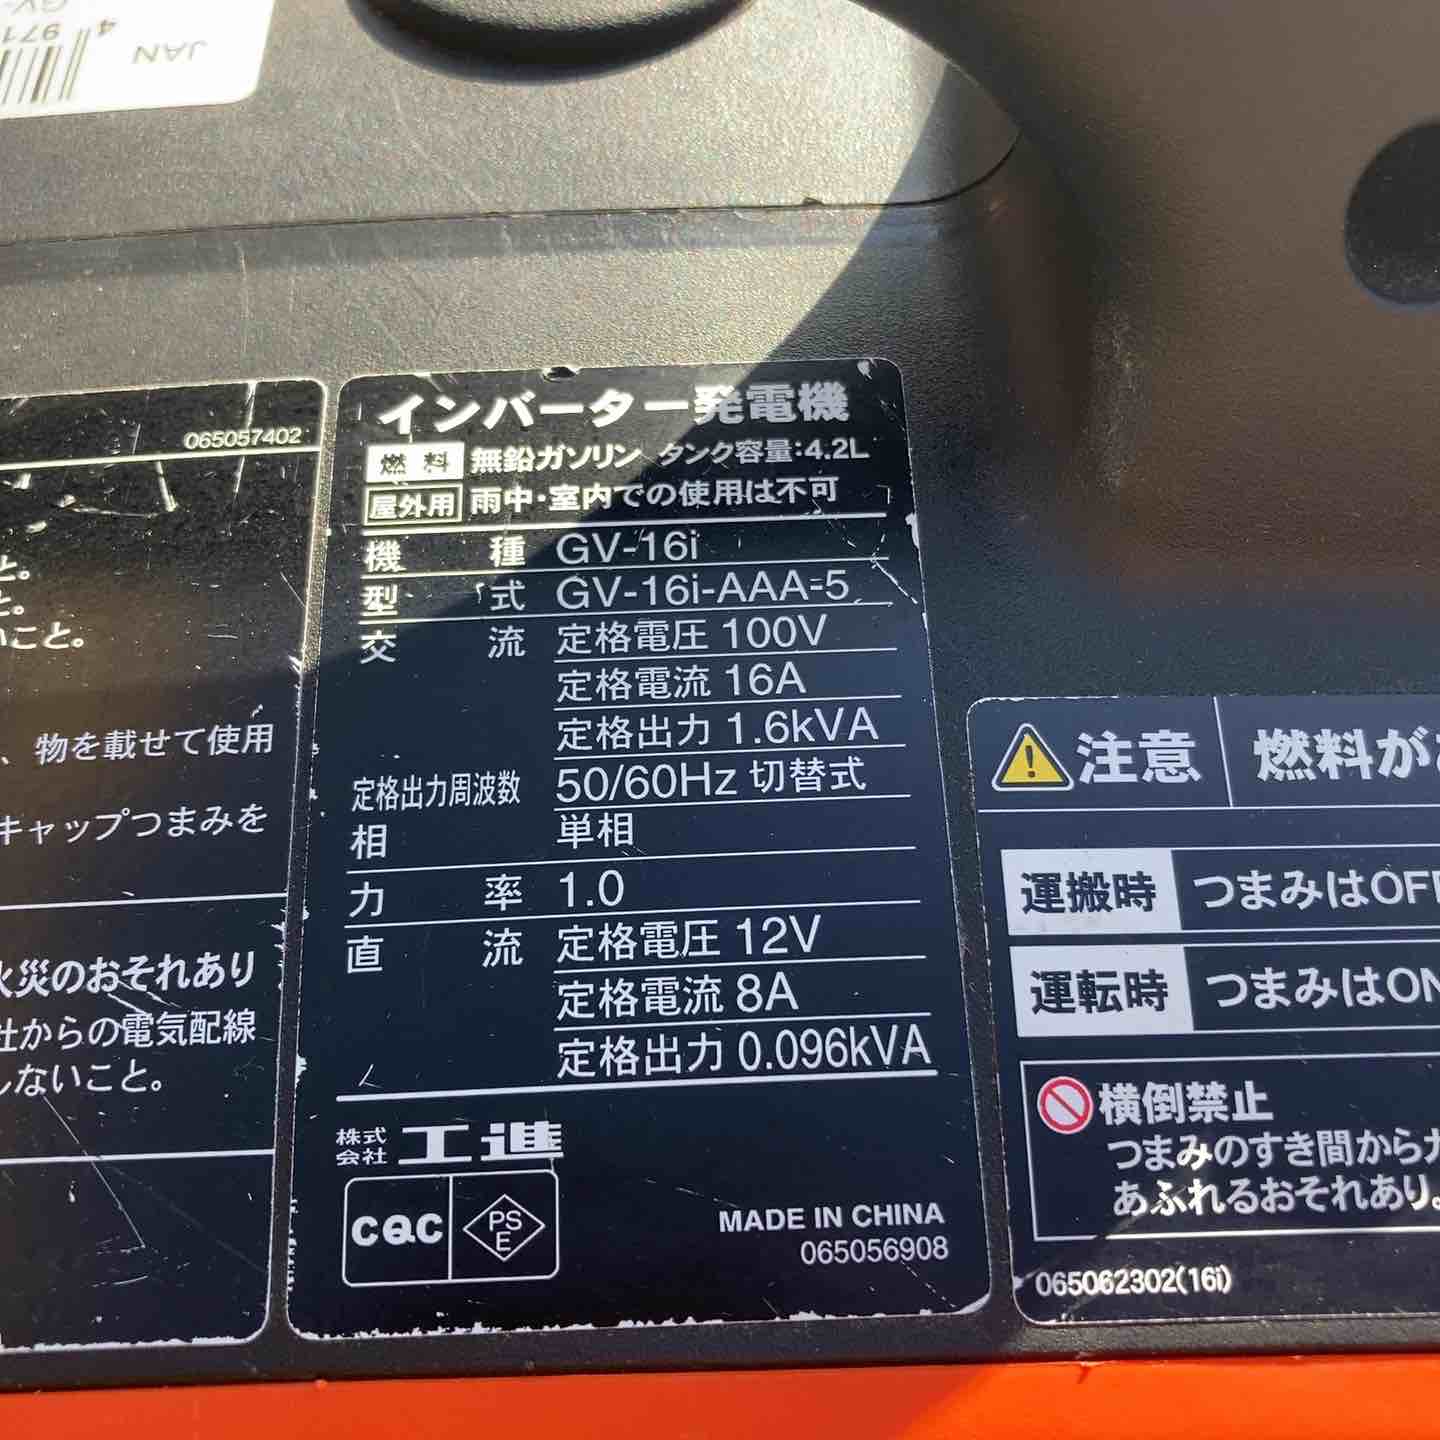 JAN
4 971
GV-
065057402
と。
と。
いこと。
、物を載せて使用
キャップつまみを
火災のおそれあり
社からの電気配線
しないこと。
インバーター発電機
燃料 無鉛ガソリン タンク容量:4.2L
屋外用 雨中・室内での使用は不可
機種 GV-16i
型式 GV-16i-AAA-5
交流 定格電圧 100V
定格電流 16A
定格出力 1.6kVA
定格出力周波数 50/60Hz 切替式
相 単相
力率 1.0
直流 定格電圧 12V
定格電流 8A
定格出力 0.096kVA
株式会社 工進
CQC PSE
MADE IN CHINA
065056908
注意 燃料が
運搬時 つまみはOFF
運転時 つまみはON
横倒禁止
つまみのすき間から
あふれるおそれあり。
065062302(16i)